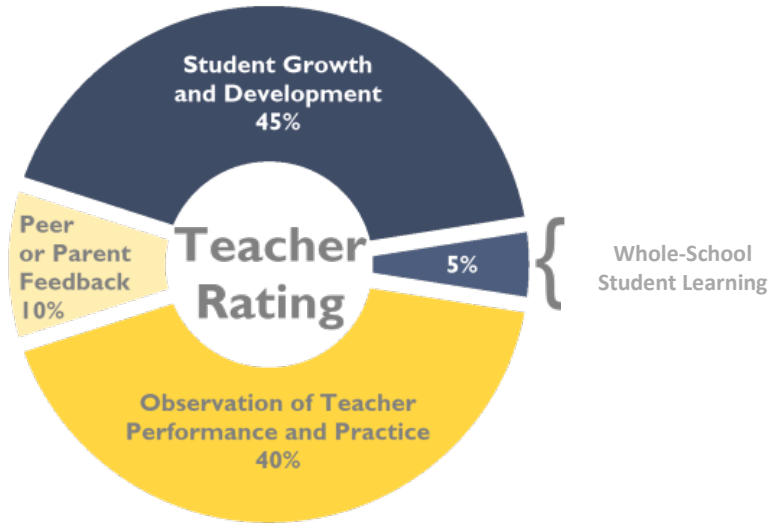 Student Growth
and Development
45%
Peer
or Parent
Feedback
10%
Teacher
Rating
5%
Whole-School
Student Learning
Observation of Teacher
Performance and Practice
40%